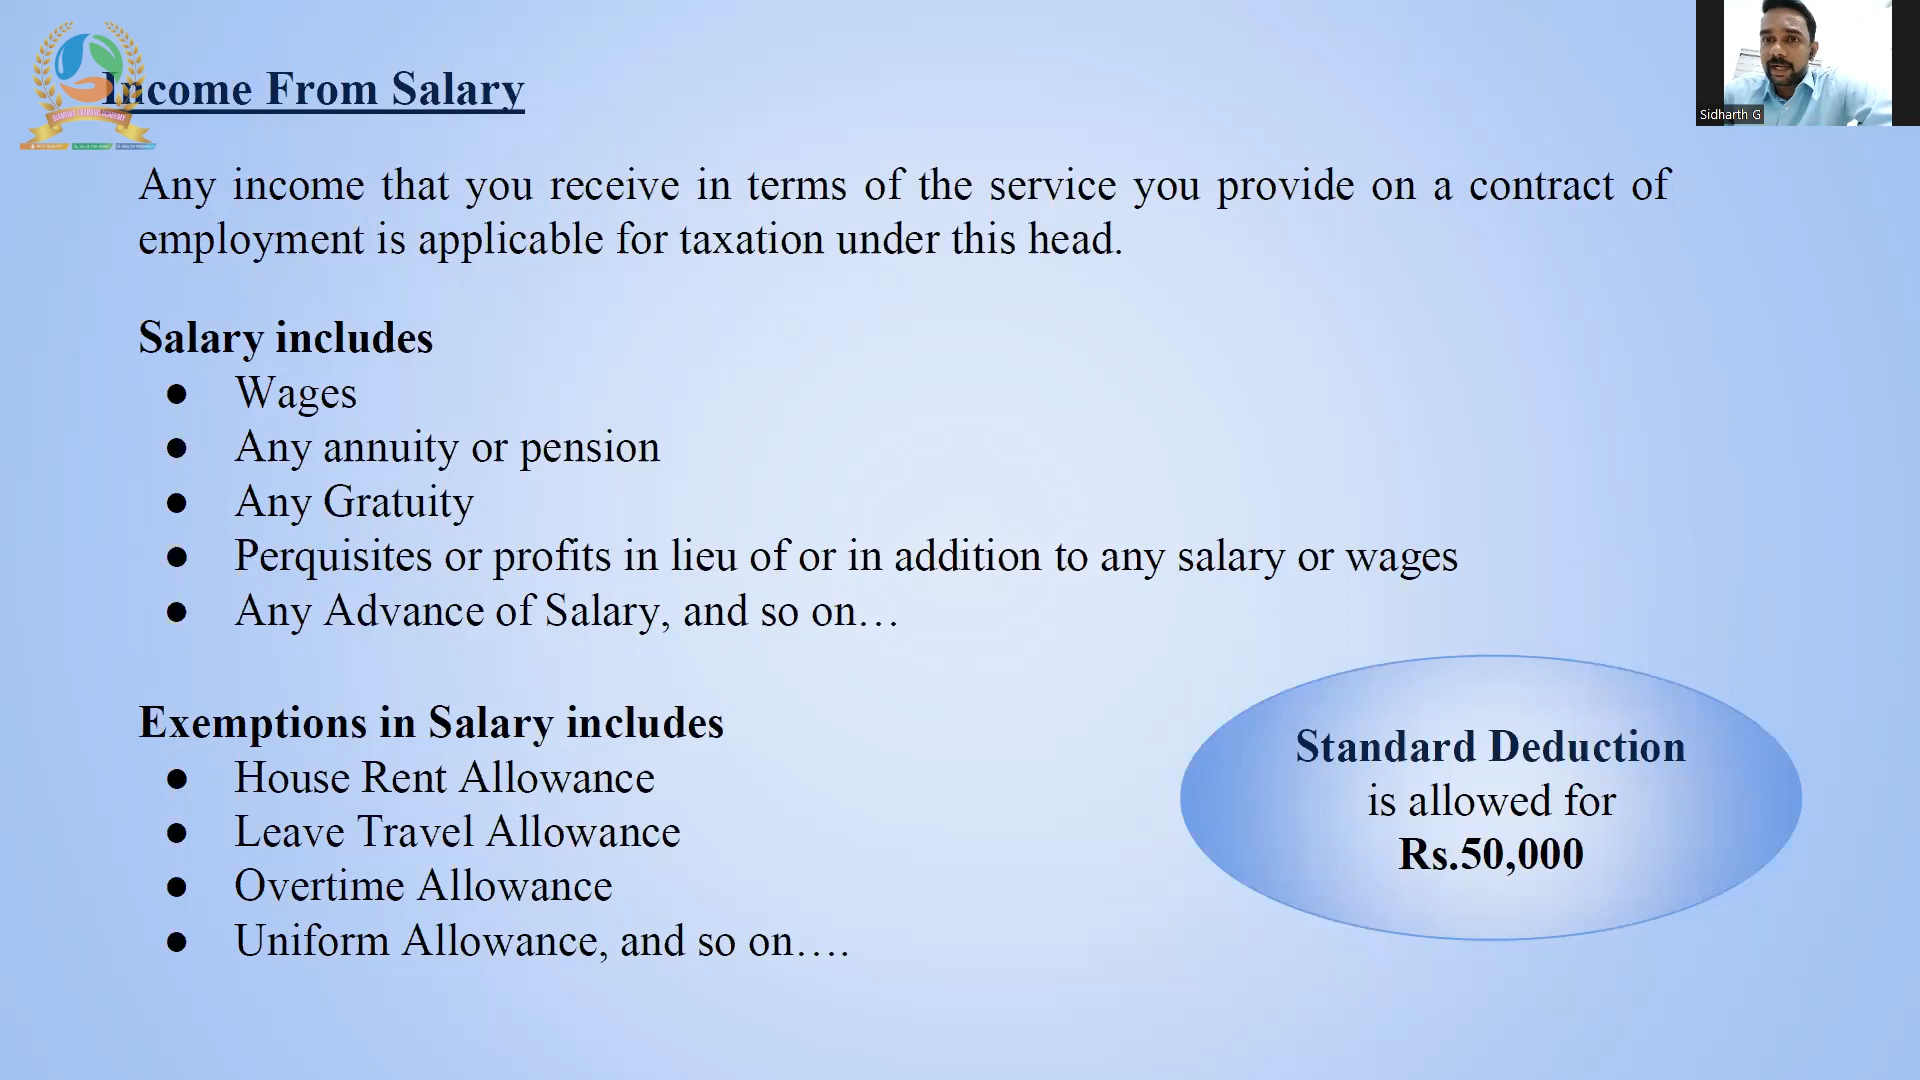 Income From Salary
Sidharth G
Any income that you receive in terms of the service you provide on a contract of
employment is applicable for taxation under this head.
Salary includes
● Wages
● Any annuity or pension
● Any Gratuity
● Perquisites or profits in lieu of or in addition to any salary or wages
● Any Advance of Salary, and so on…
Exemptions in Salary includes
● House Rent Allowance
● Leave Travel Allowance
● Overtime Allowance
● Uniform Allowance, and so on….
Standard Deduction
is allowed for
Rs.50,000